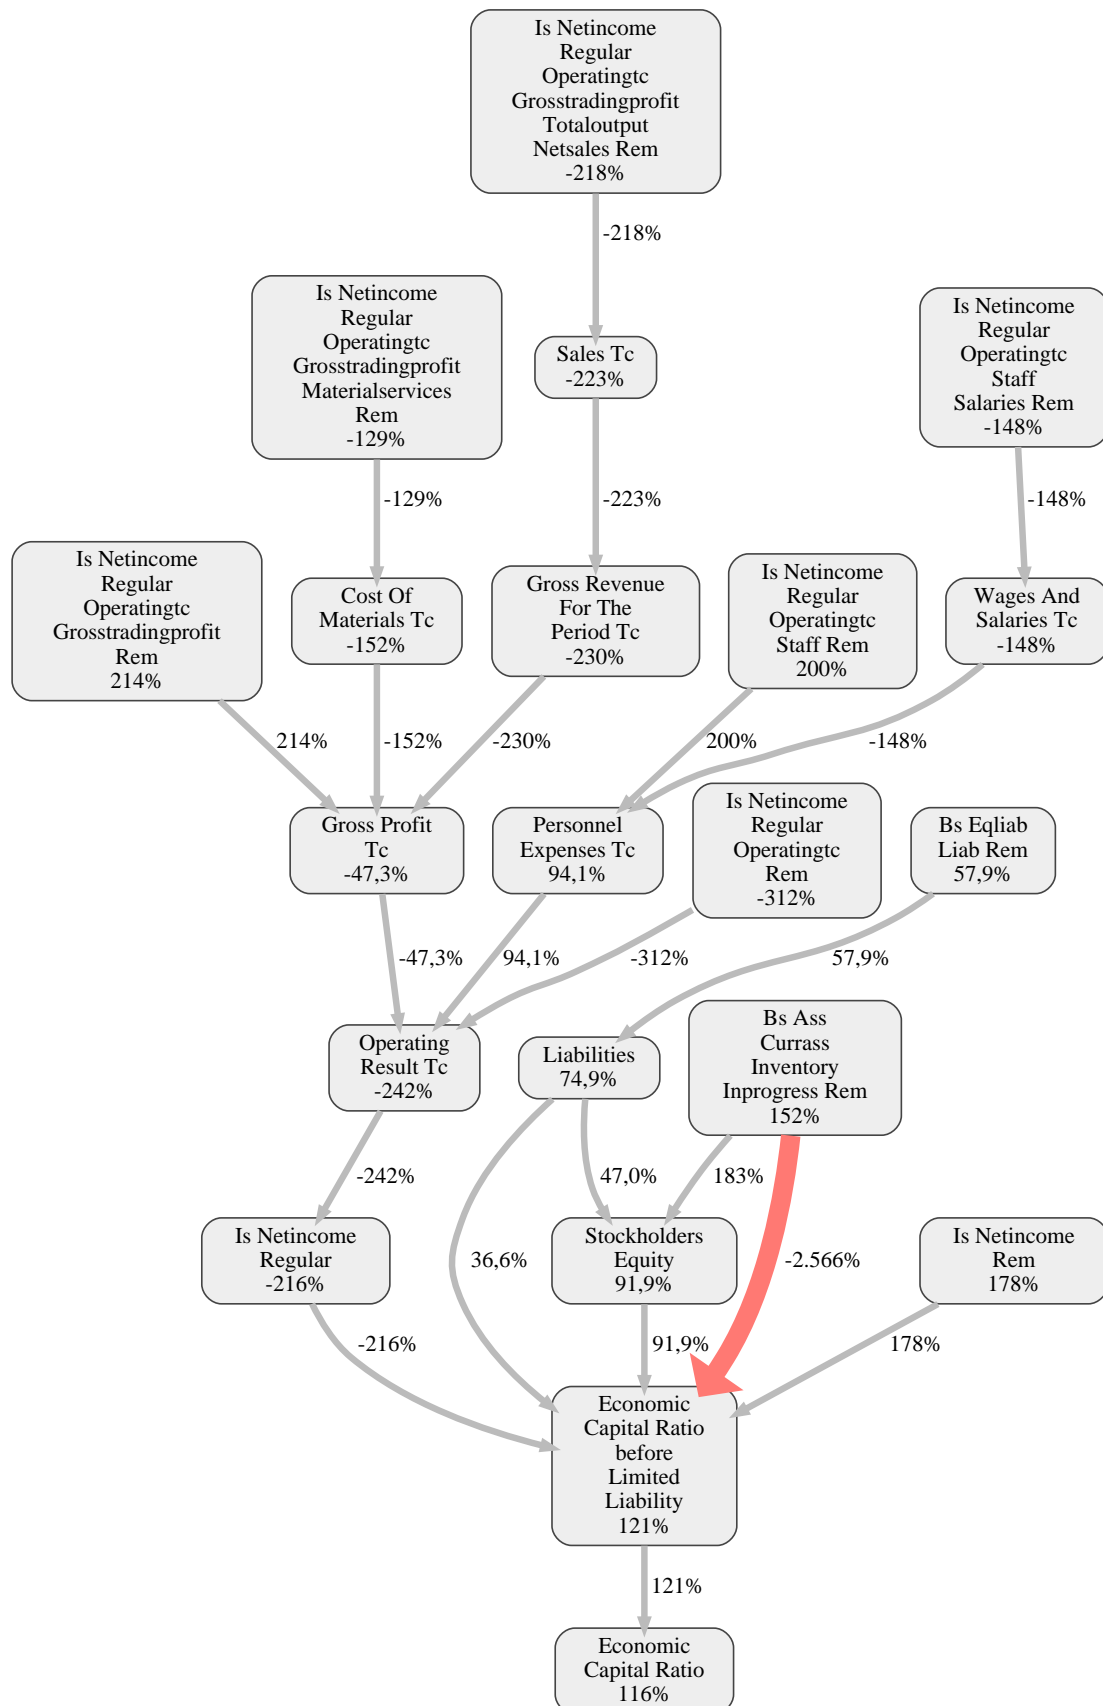 Is Netincome
Regular
Operatingtc
Grosstradingprofit
Totaloutput
Netsales Rem
-218%
-218%
Is Netincome
Regular
Operatingtc
Grosstradingprofit
Materialservices
Rem
-129%
Sales Tc
-223%
Is Netincome
Regular
Operatingtc
Staff
Salaries Rem
-148%
-129%
-223%
-148%
Is Netincome
Regular
Operatingtc
Grosstradingprofit
Rem
214%
Cost Of
Materials Tc
-152%
Gross Revenue
For The
Period Tc
-230%
Is Netincome
Regular
Operatingtc
Staff Rem
200%
Wages And
Salaries Tc
-148%
214%
-152%
-230%
200%
-148%
Gross Profit
Tc
-47,3%
Personnel
Expenses Tc
94,1%
Is Netincome
Regular
Operatingtc
Rem
-312%
Bs Eqliab
Liab Rem
57,9%
-47,3%
94,1%
-312%
57,9%
Operating
Result Tc
-242%
Liabilities
74,9%
Bs Ass
Currass
Inventory
Inprogress Rem
152%
-242%
47,0%
183%
Is Netincome
Regular
-216%
36,6%
Stockholders
Equity
91,9%
-2.566%
Is Netincome
Rem
178%
-216%
91,9%
178%
Economic
Capital Ratio
before
Limited
Liability
121%
121%
Economic
Capital Ratio
116%